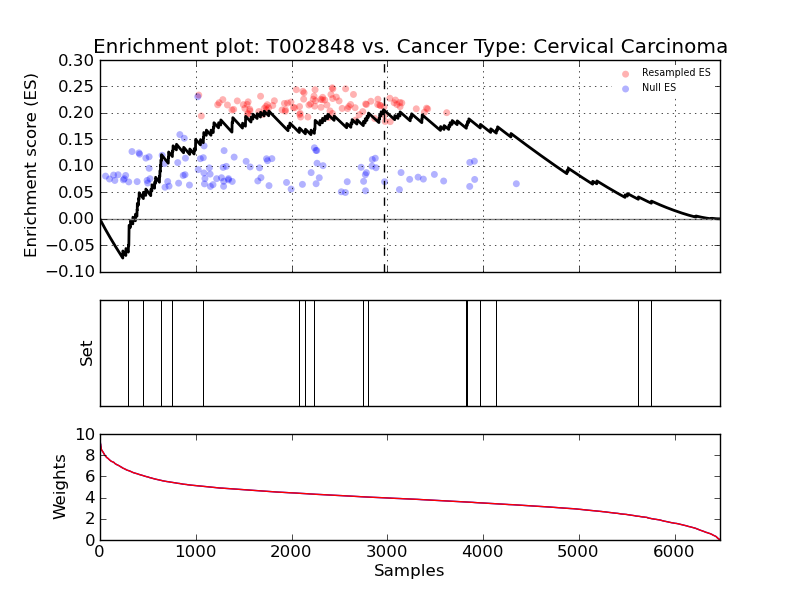 Enrichment plot: T002848 vs. Cancer Type: Cervical Carcinoma
Enrichment score (ES)
0.30
0.25
0.20
0.15
0.10
0.05
0.00
−0.05
−0.10
Resampled ES
Null ES
Set
Weights
10
8
6
4
2
0
0 1000 2000 3000 4000 5000 6000
Samples